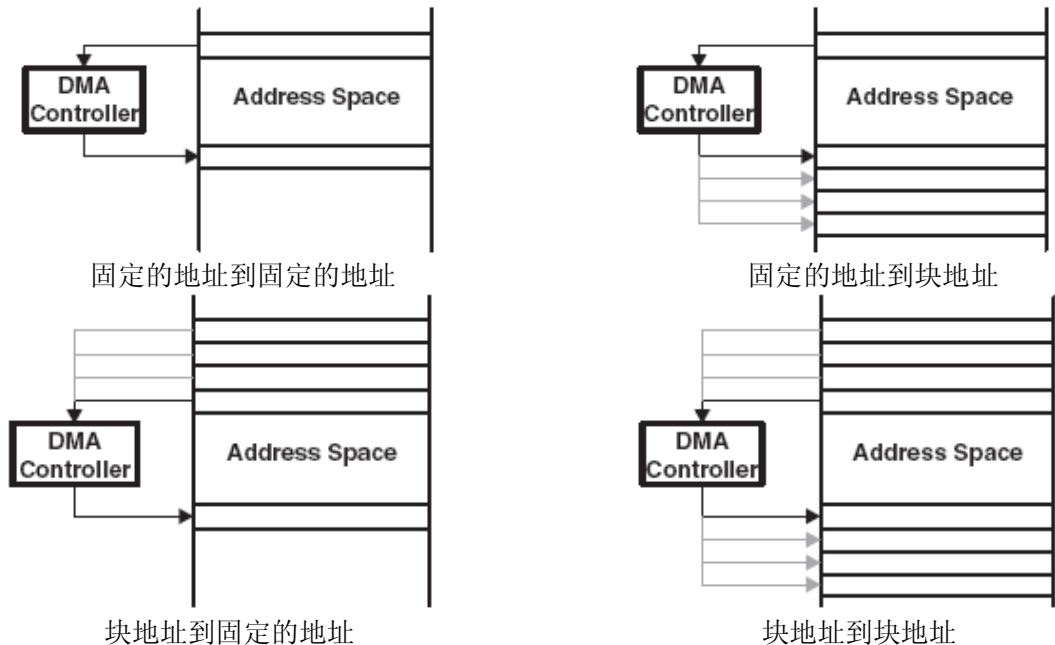 DMA
Controller
Address Space
固定的地址到固定的地址
DMA
Controller
Address Space
固定的地址到块地址
DMA
Controller
Address Space
块地址到固定的地址
DMA
Controller
Address Space
块地址到块地址